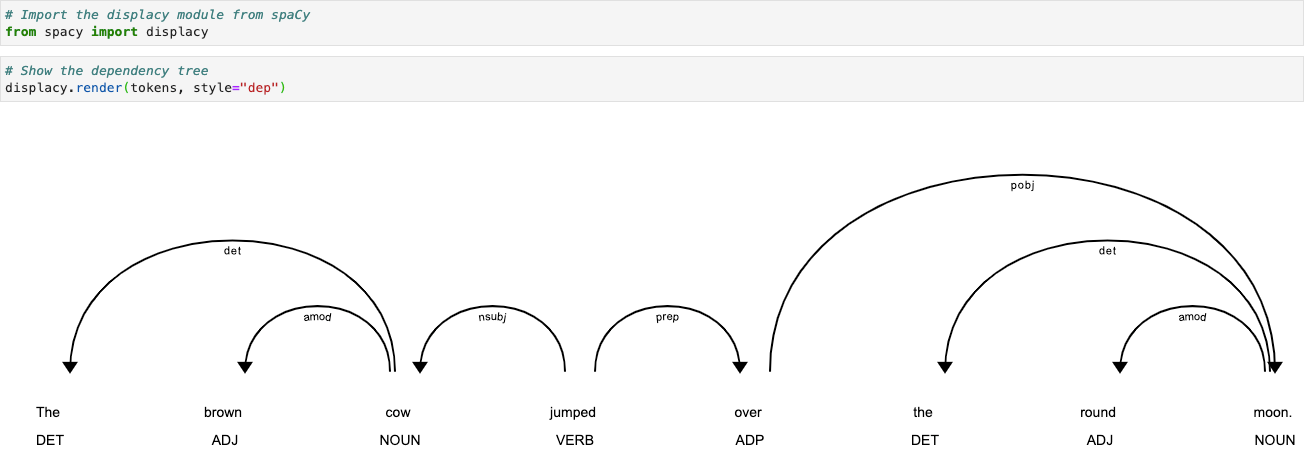 # Import the displacy module from spaCy
from spacy import displacy
# Show the dependency tree
displacy.render(tokens, style="dep")
pobj
det det
amod nsubj prep amod
The brown cow jumped over the round moon.
DET ADJ NOUN VERB ADP DET ADJ NOUN